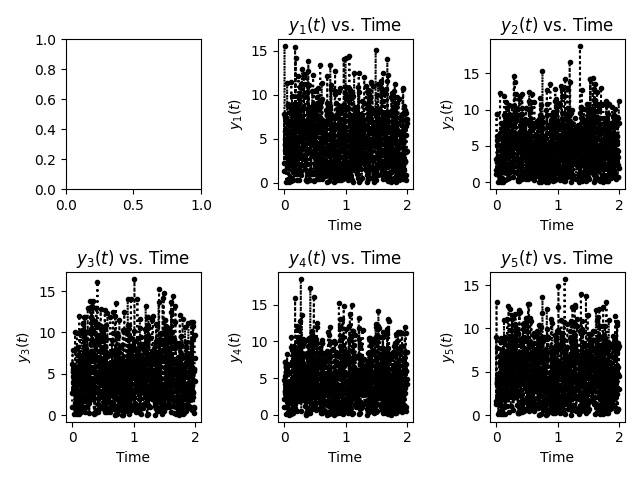 y₁(t) vs. Time
y₂(t) vs. Time
1.0
0.8
0.6
0.4
0.2
0.0
0.0 0.5 1.0
15
10
5
0
y₁(t)
0 1 2
Time
15
10
5
0
y₂(t)
0 1 2
Time
y₃(t) vs. Time
y₄(t) vs. Time
y₅(t) vs. Time
15
10
5
0
y₃(t)
0 1 2
Time
15
10
5
0
y₄(t)
0 1 2
Time
15
10
5
0
y₅(t)
0 1 2
Time